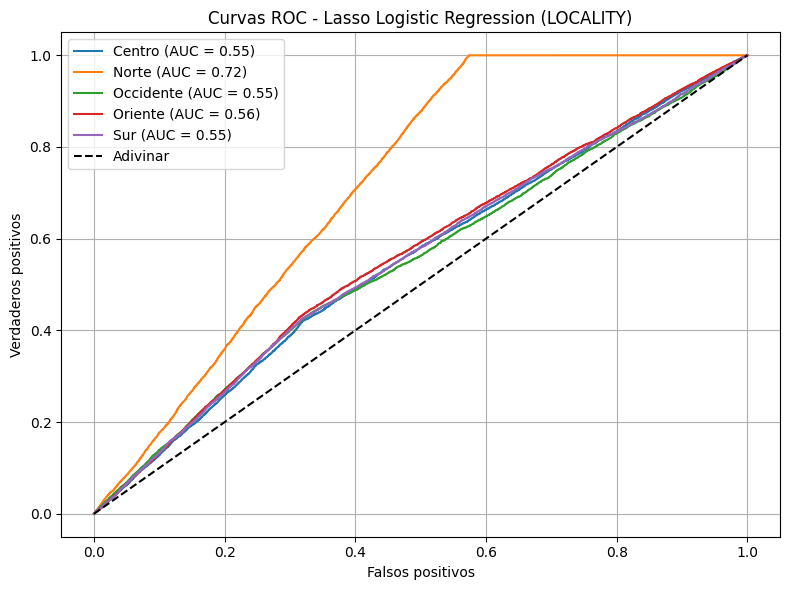 Curvas ROC - Lasso Logistic Regression (LOCALITY)
Centro (AUC = 0.55)
Norte (AUC = 0.72)
Occidente (AUC = 0.55)
Oriente (AUC = 0.56)
Sur (AUC = 0.55)
Adivinar
Verdaderos positivos
1.0
0.8
0.6
0.4
0.2
0.0
0.0 0.2 0.4 0.6 0.8 1.0
Falsos positivos